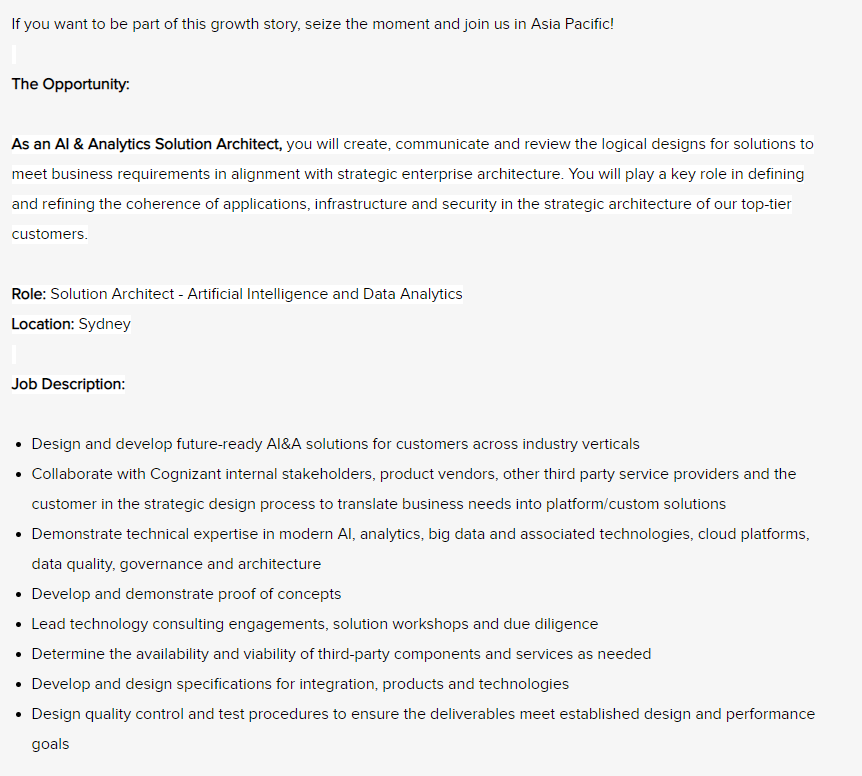 If you want to be part of this growth story, seize the moment and join us in Asia Pacific!
The Opportunity:
As an AI & Analytics Solution Architect, you will create, communicate and review the logical designs for solutions to
meet business requirements in alignment with strategic enterprise architecture. You will play a key role in defining
and refining the coherence of applications, infrastructure and security in the strategic architecture of our top-tier
customers.
Role: Solution Architect - Artificial Intelligence and Data Analytics
Location: Sydney
Job Description:
• Design and develop future-ready AI&A solutions for customers across industry verticals
• Collaborate with Cognizant internal stakeholders, product vendors, other third party service providers and the
customer in the strategic design process to translate business needs into platform/custom solutions
• Demonstrate technical expertise in modern AI, analytics, big data and associated technologies, cloud platforms,
data quality, governance and architecture
• Develop and demonstrate proof of concepts
• Lead technology consulting engagements, solution workshops and due diligence
• Determine the availability and viability of third-party components and services as needed
• Develop and design specifications for integration, products and technologies
• Design quality control and test procedures to ensure the deliverables meet established design and performance
goals